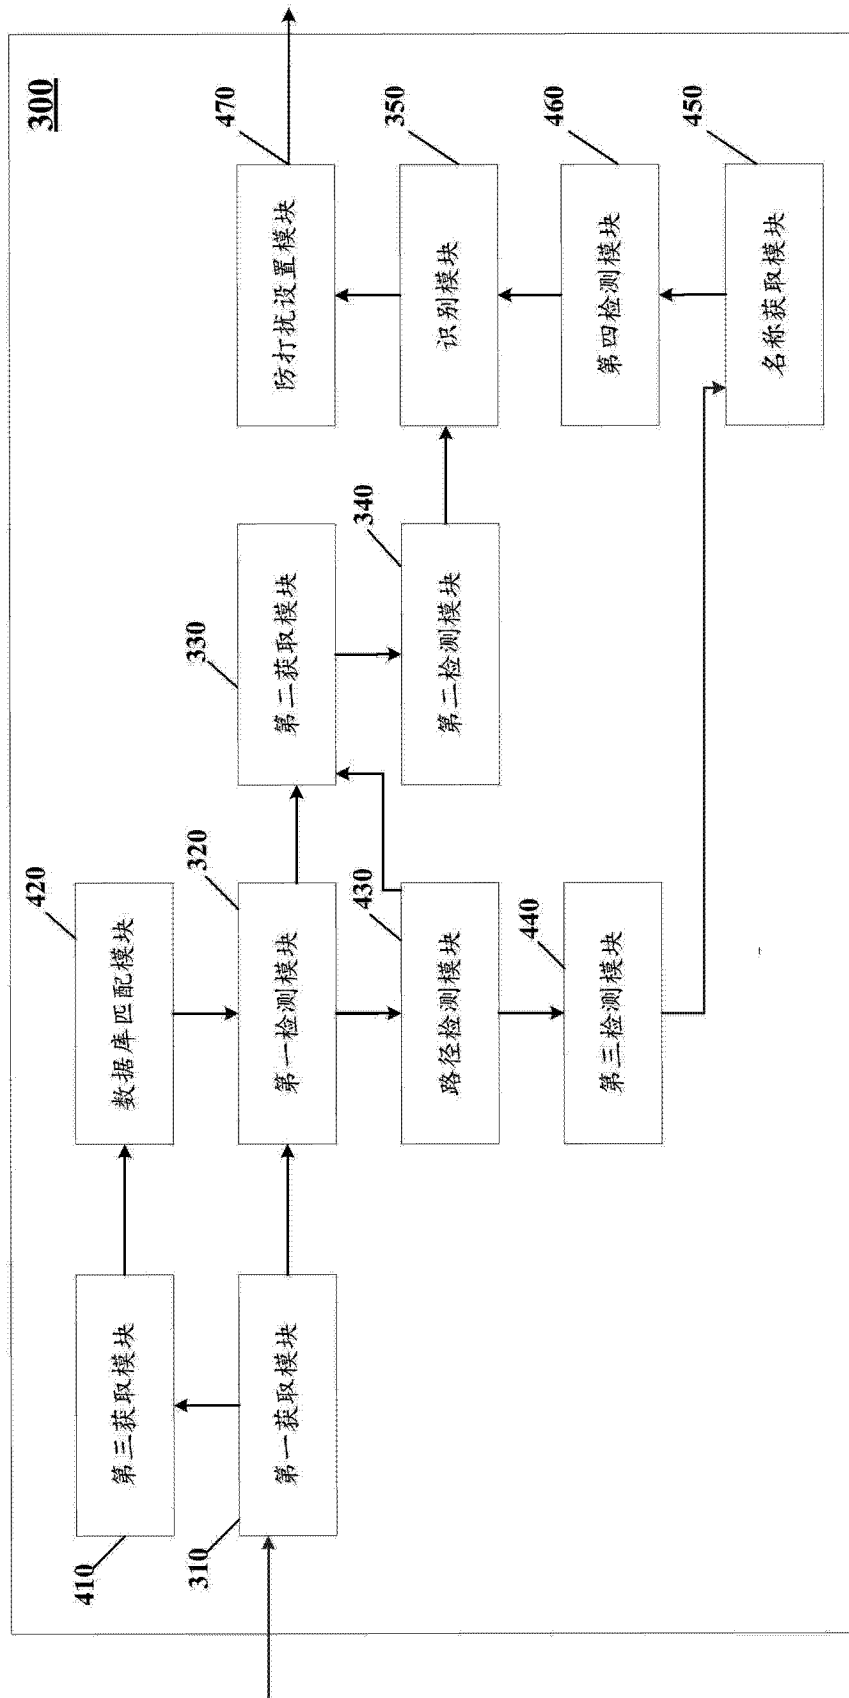 300
410
第三获取模块
420
数据库匹配模块
310
第一获取模块
320
第一检测模块
330
第二获取模块
470
防打扰设置模块
430
路径检测模块
340
第二检测模块
350
识别模块
440
第三检测模块
460
第四检测模块
450
名称获取模块